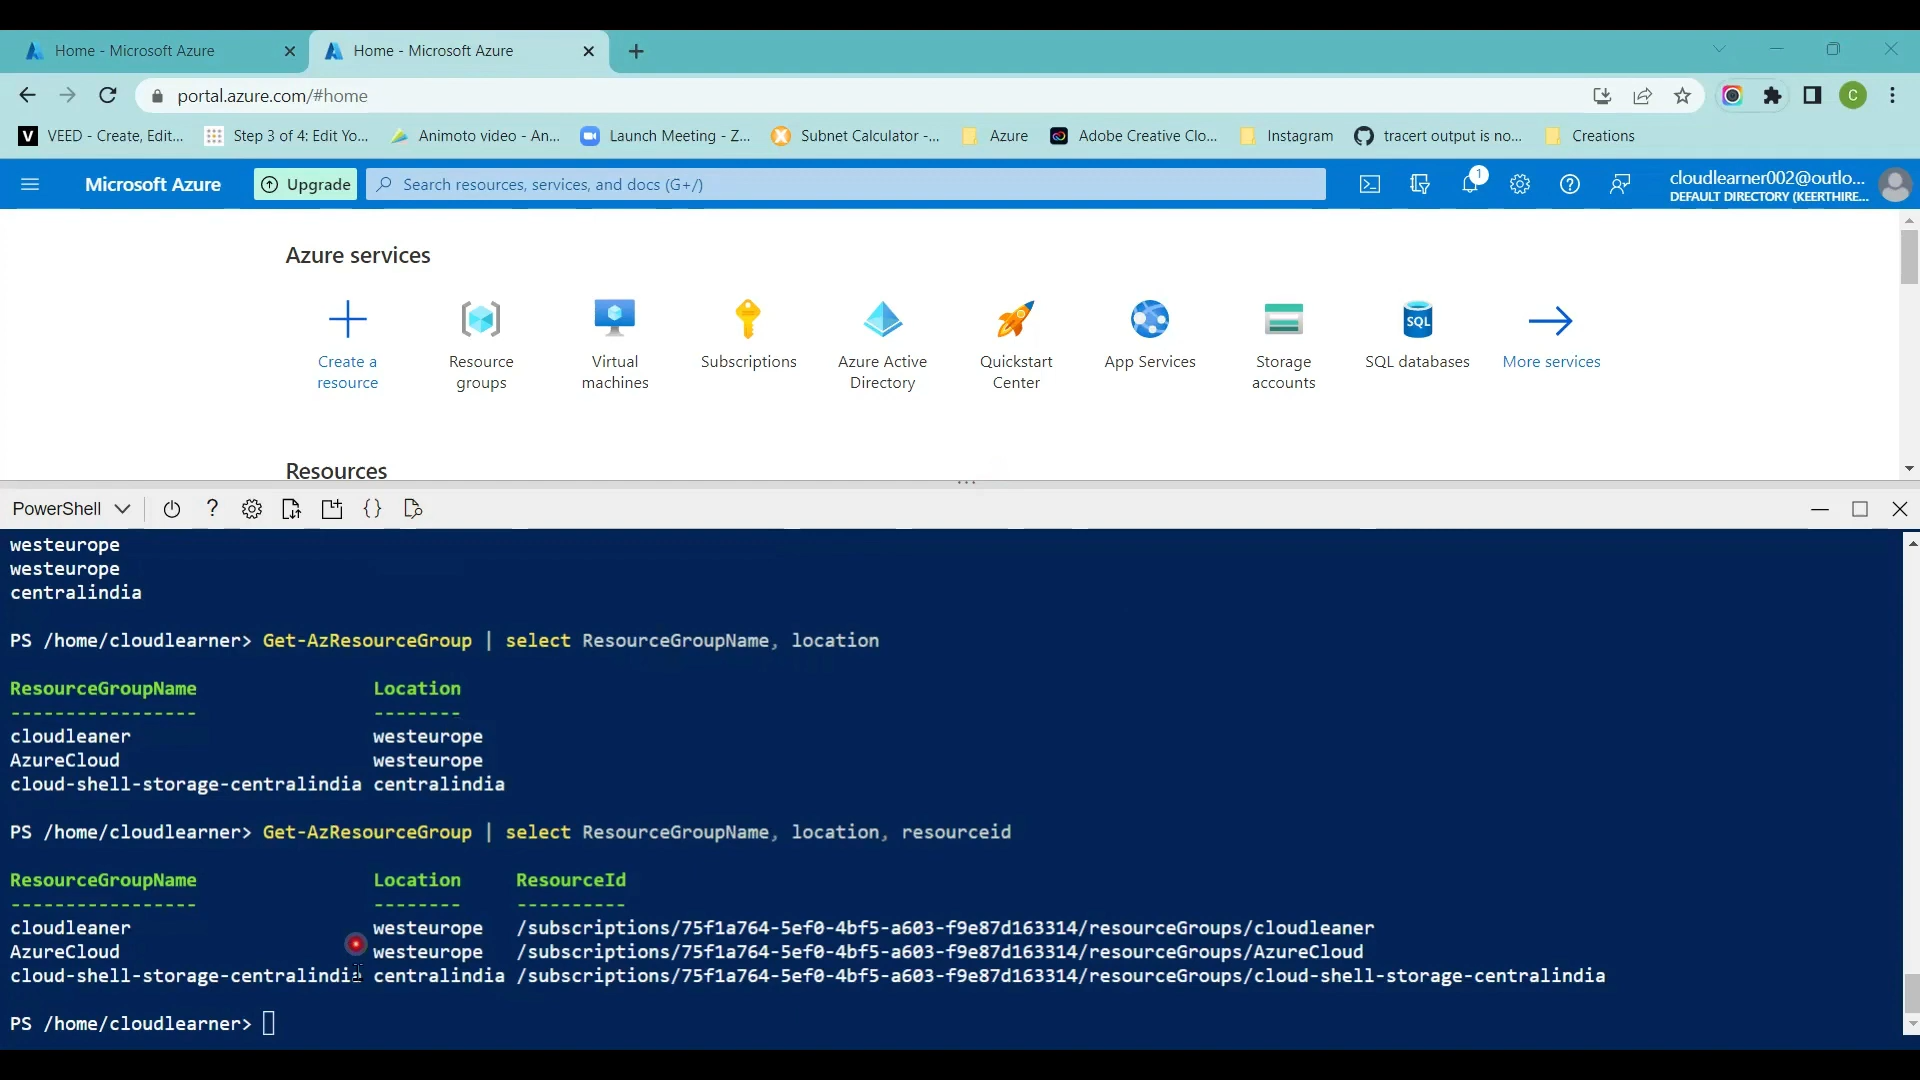 Home - Microsoft Azure
Home - Microsoft Azure
portal.azure.com/#home
VEED - Create, Edit...
Step 3 of 4: Edit Yo...
Animoto video - An...
Launch Meeting - Z...
Subnet Calculator -...
Azure
Adobe Creative Clo...
Instagram
tracert output is no...
Creations
Microsoft Azure
Upgrade
Search resources, services, and docs (G+/)
1
cloudlearner002@outlo...
DEFAULT DIRECTORY (KEERTHIRE...
C
Azure services
Create a resource
Resource groups
Virtual machines
Subscriptions
Azure Active Directory
Quickstart Center
App Services
Storage accounts
SQL
SQL databases
More services
Resources
PowerShell
westeurope
westeurope
centralindia
PS /home/cloudlearner> Get-AzResourceGroup | select ResourceGroupName, location
ResourceGroupName Location
----------------- --------
cloudleaner westeurope
AzureCloud westeurope
cloud-shell-storage-centralindia centralindia
PS /home/cloudlearner> Get-AzResourceGroup | select ResourceGroupName, location, resourceid
ResourceGroupName Location ResourceId
----------------- -------- ----------
cloudleaner westeurope /subscriptions/75f1a764-5ef0-4bf5-a603-f9e87d163314/resourceGroups/cloudleaner
AzureCloud westeurope /subscriptions/75f1a764-5ef0-4bf5-a603-f9e87d163314/resourceGroups/AzureCloud
cloud-shell-storage-centralindia centralindia /subscriptions/75f1a764-5ef0-4bf5-a603-f9e87d163314/resourceGroups/cloud-shell-storage-centralindia
PS /home/cloudlearner>